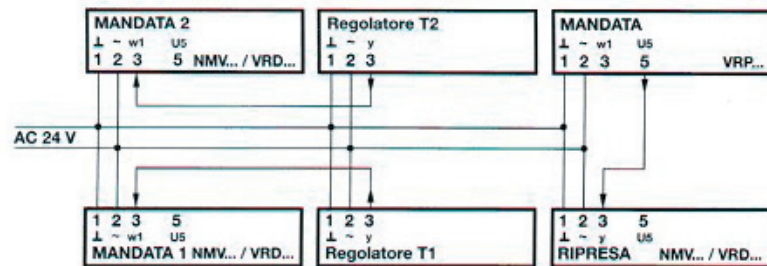 MANDATA 2
⊥ ~ w1 U5
1 2 3 5 NMV... / VRD...
Regolatore T2
⊥ ~ y
1 2 3
MANDATA
⊥ ~ w1 U5
1 2 3 5
VRP...
AC 24 V
1 2 3 5
⊥ ~ w1 U5
MANDATA 1 NMV... / VRD...
1 2 3
⊥ ~ y
Regolatore T1
1 2 3 5
⊥ ~ y U5
RIPRESA NMV... / VRD...